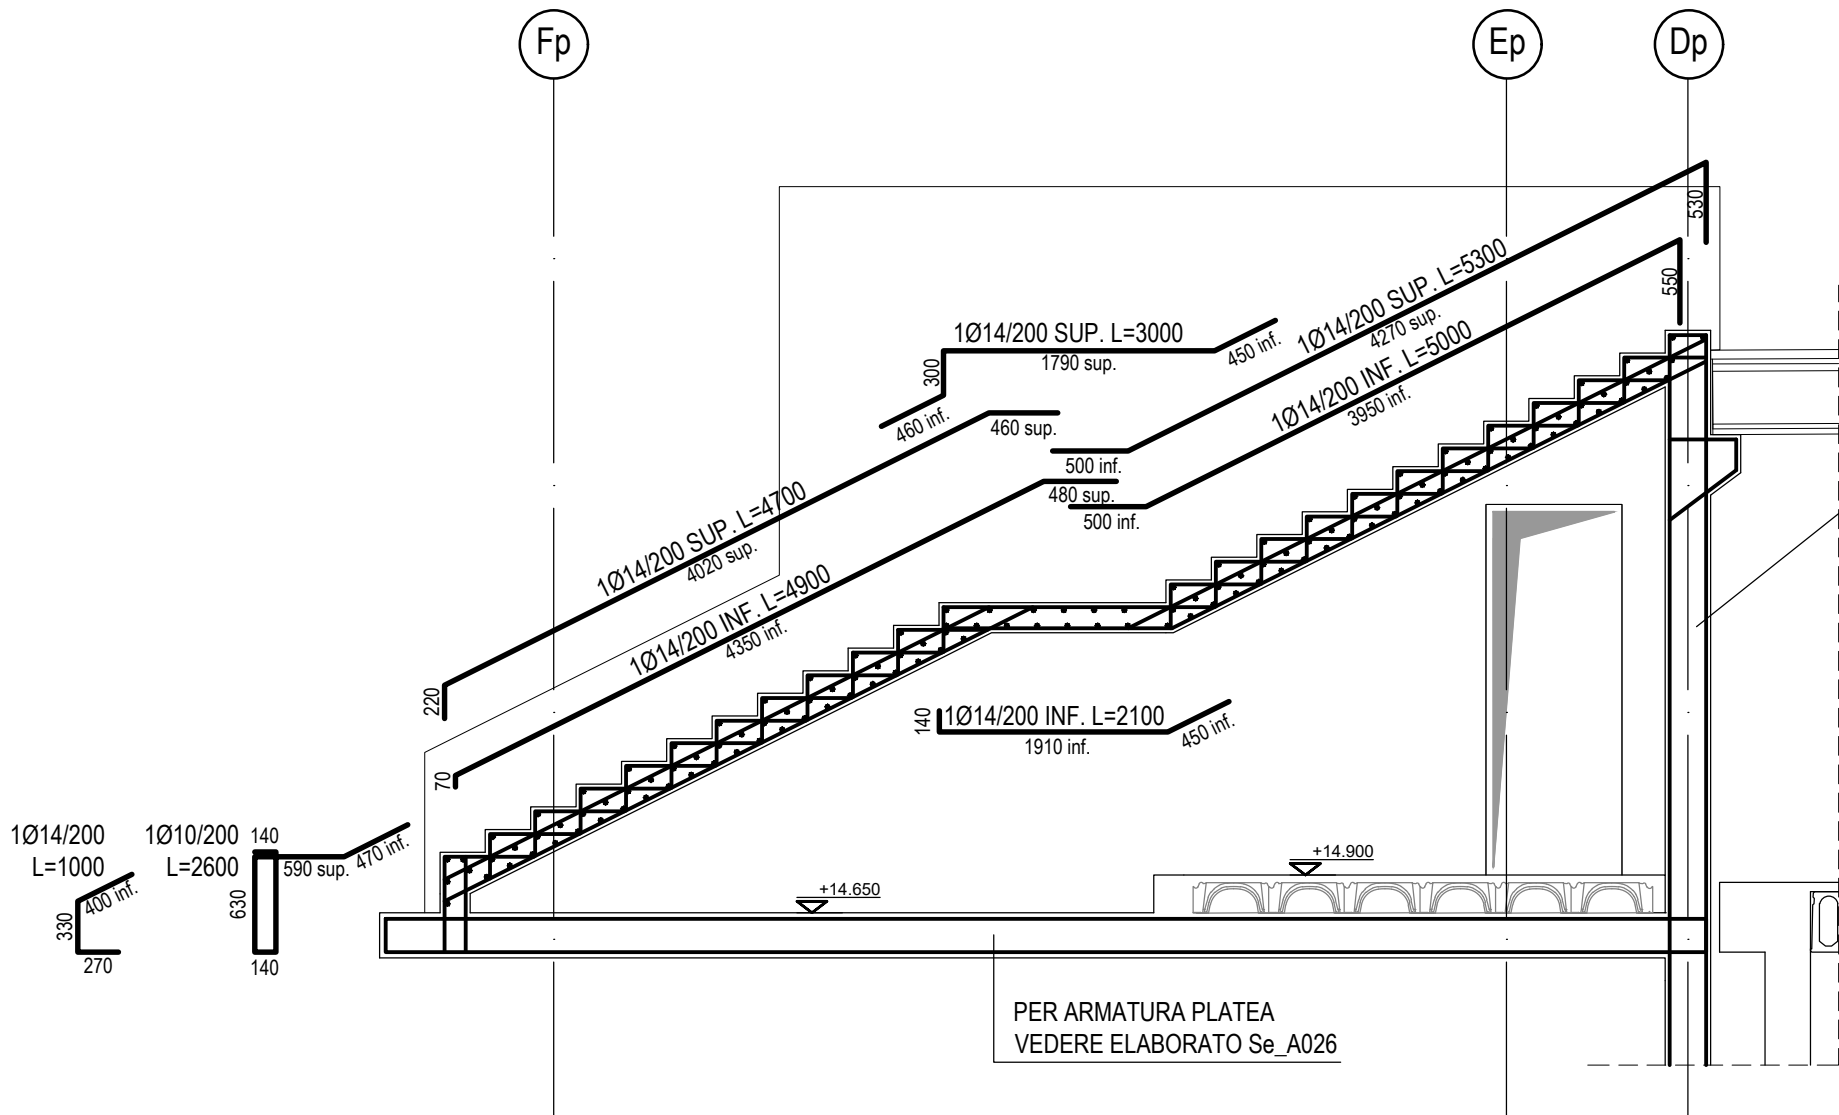 Fp
Ep
Dp
530
1Ø14/200 SUP. L=5300
4270 sup.
550
1Ø14/200 SUP. L=3000
1790 sup.
450 inf.
300
460 inf.
1Ø14/200 INF. L=5000
3950 inf.
460 sup.
500 inf.
480 sup.
500 inf.
1Ø14/200 SUP. L=4700
4020 sup.
220
1Ø14/200 INF. L=4900
4350 inf.
70
140
1Ø14/200 INF. L=2100
1910 inf.
450 inf.
1Ø14/200
L=1000
400 inf.
330
270
1Ø10/200
L=2600
140
590 sup.
470 inf.
630
140
+14.650
+14.900
PER ARMATURA PLATEA
VEDERE ELABORATO Se_A026